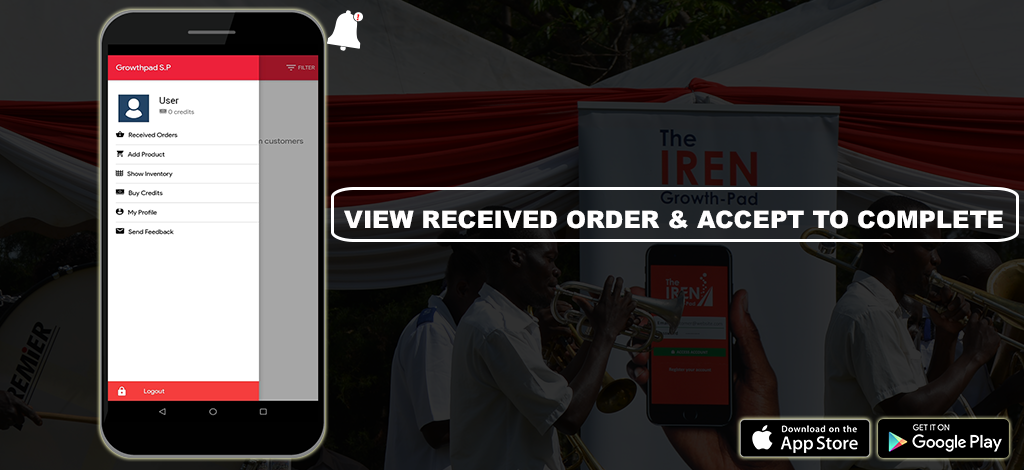 Growthpad S.P
FILTER
User
0 credits
Received Orders
n customers
Add Product
Show Inventory
Buy Credits
My Profile
Send Feedback
Logout
!
The
IREN
Growth-Pad
VIEW RECEIVED ORDER & ACCEPT TO COMPLETE
The
IREN
Pad
PREMIER
Download on the
App Store
GET IT ON
Google Play